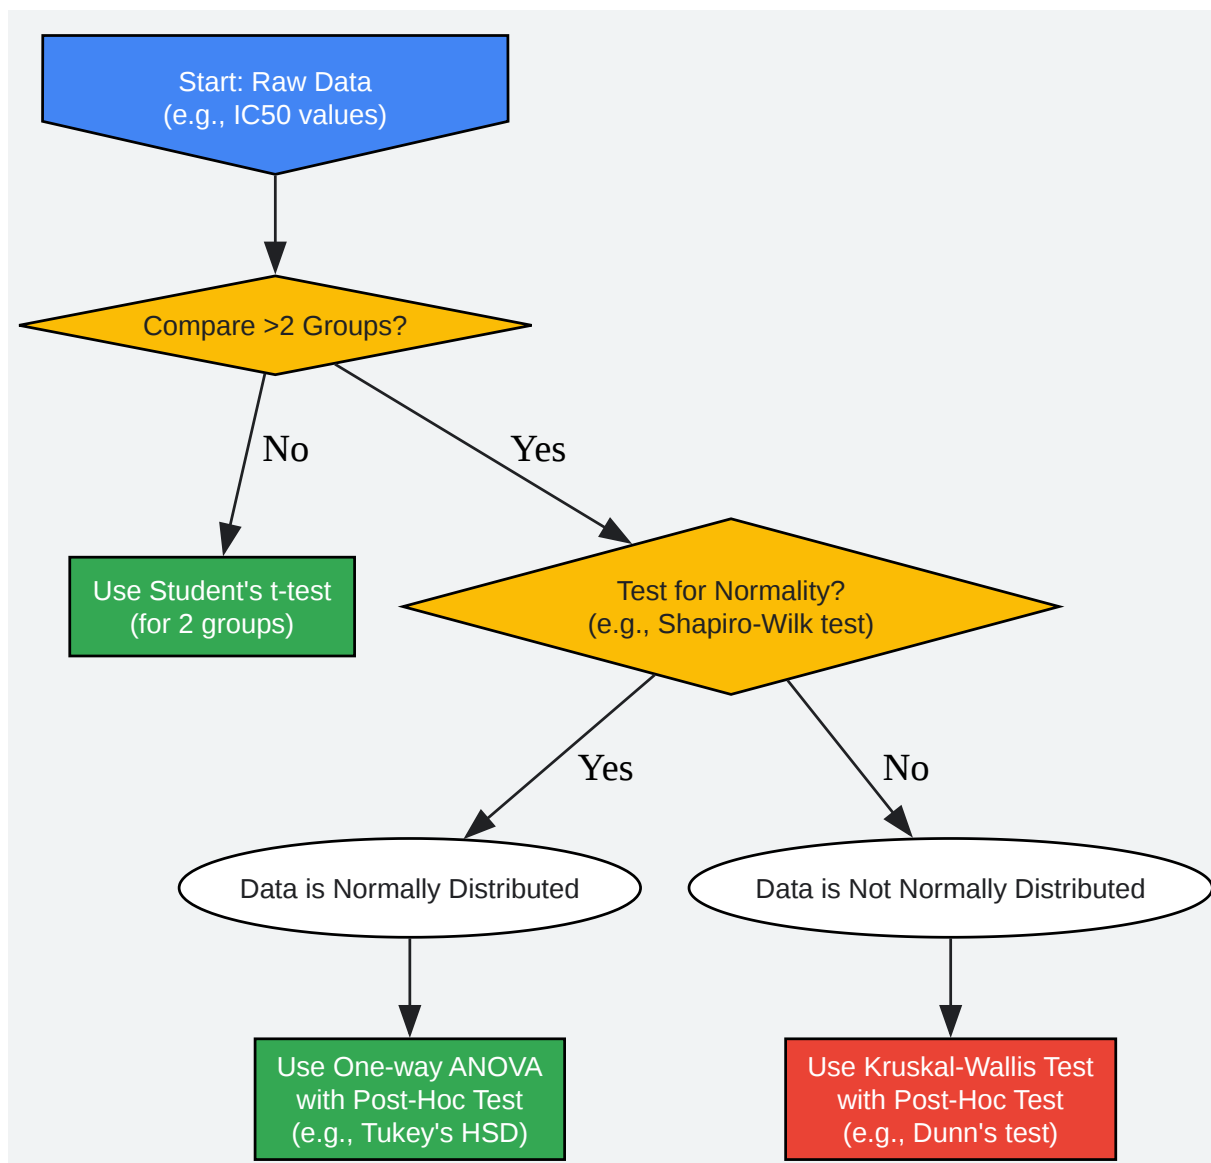 Start: Raw Data
(e.g., IC50 values)
Compare >2 Groups?
No
Yes
Use Student's t-test
(for 2 groups)
Test for Normality?
(e.g., Shapiro-Wilk test)
Yes
No
Data is Normally Distributed
Data is Not Normally Distributed
Use One-way ANOVA
with Post-Hoc Test
(e.g., Tukey's HSD)
Use Kruskal-Wallis Test
with Post-Hoc Test
(e.g., Dunn's test)